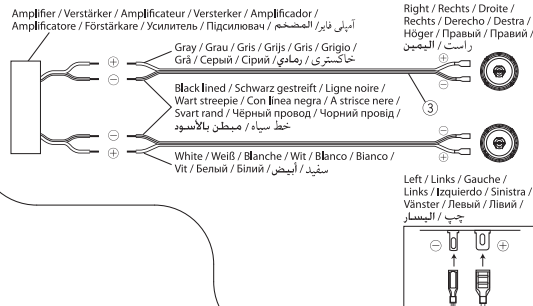 Amplifier / Verstärker / Amplificateur / Versterker / Amplificador /
Amplificatore / Förstärkare / Усилитель / Підсилювач / آمپلی فایر / المضخم
Right / Rechts / Droite /
Rechts / Derecho / Destra /
Höger / Правый / Правий /
راست / اليمين
Gray / Grau / Gris / Grijs / Gris / Grigio /
Grå / Серый / Сірий / خاکستری / رمادي
⊕
⊖
⊕
⊖
Black lined / Schwarz gestreift / Ligne noire /
Wart streepie / Con línea negra / A strisce nere /
Svart rand / Чёрный провод / Чорний провід /
خط سیاه / مبطن بالأسود
3
⊖
⊕
⊕
⊖
White / Weiß / Blanche / Wit / Blanco / Bianco /
Vit / Белый / Білий / سفید / أبيض
Left / Links / Gauche /
Links / Izquierdo / Sinistra /
Vänster / Левый / Лівий /
چپ / اليسار
⊖ ⊕